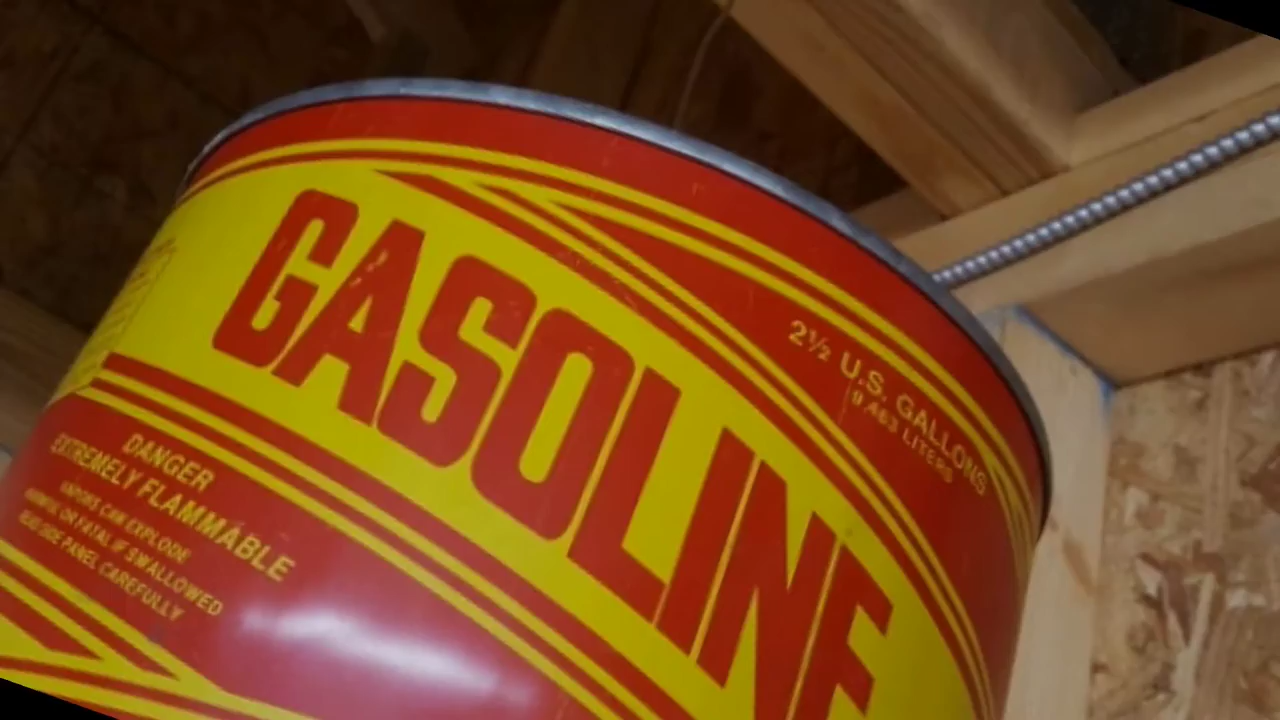 2½ U.S. GALLONS
9.463 LITERS
GASOLINE
DANGER
EXTREMELY FLAMMABLE
VAPORS CAN EXPLODE
HARMFUL OR FATAL IF SWALLOWED
READ SIDE PANEL CAREFULLY